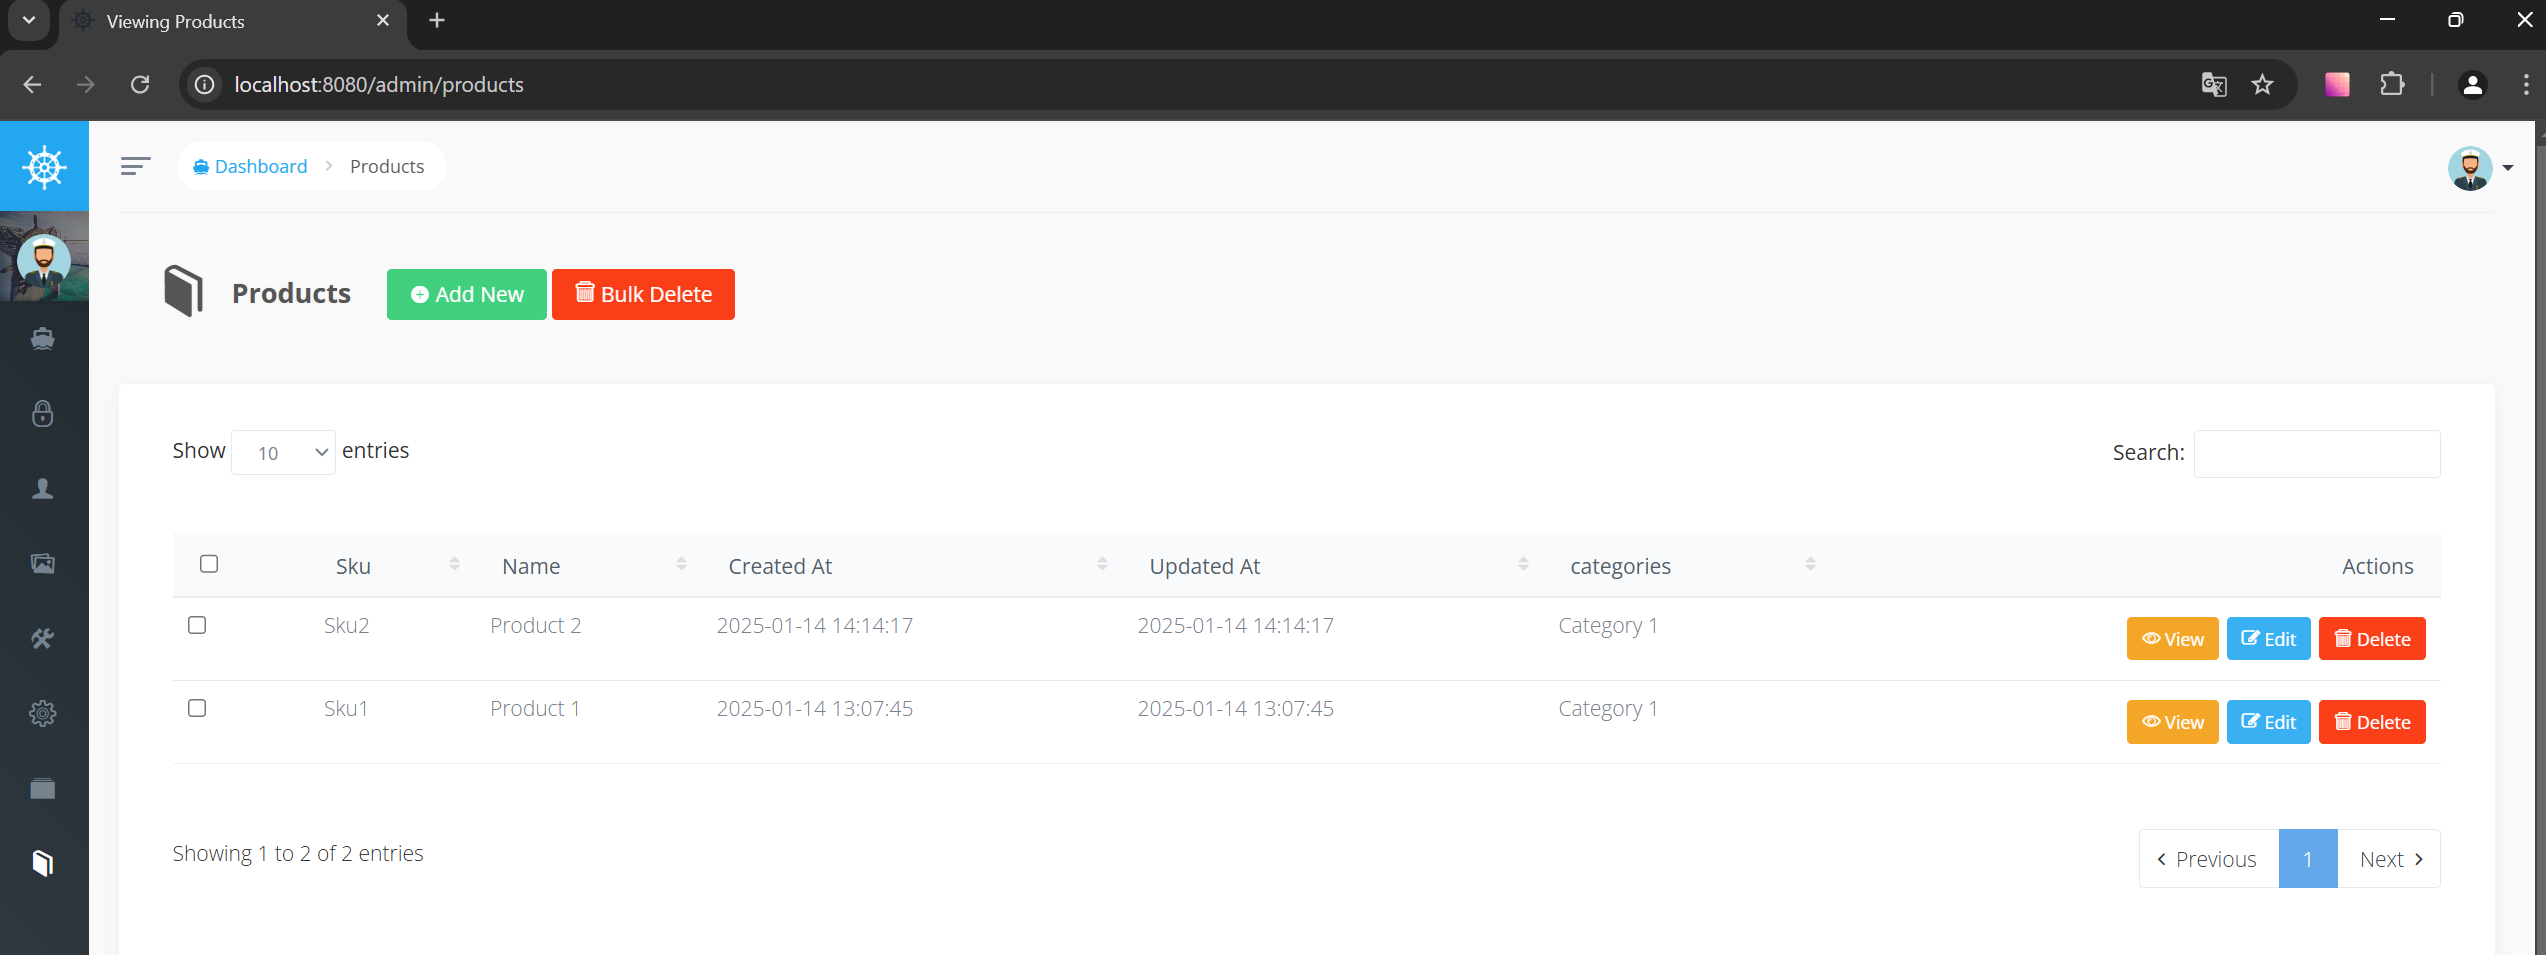 Viewing Products
localhost:8080/admin/products
Dashboard > Products
Products Add New Bulk Delete
Show 10 entries Search:
Sku Name Created At Updated At categories Actions
Sku2 Product 2 2025-01-14 14:14:17 2025-01-14 14:14:17 Category 1 View Edit Delete
Sku1 Product 1 2025-01-14 13:07:45 2025-01-14 13:07:45 Category 1 View Edit Delete
Showing 1 to 2 of 2 entries < Previous 1 Next >